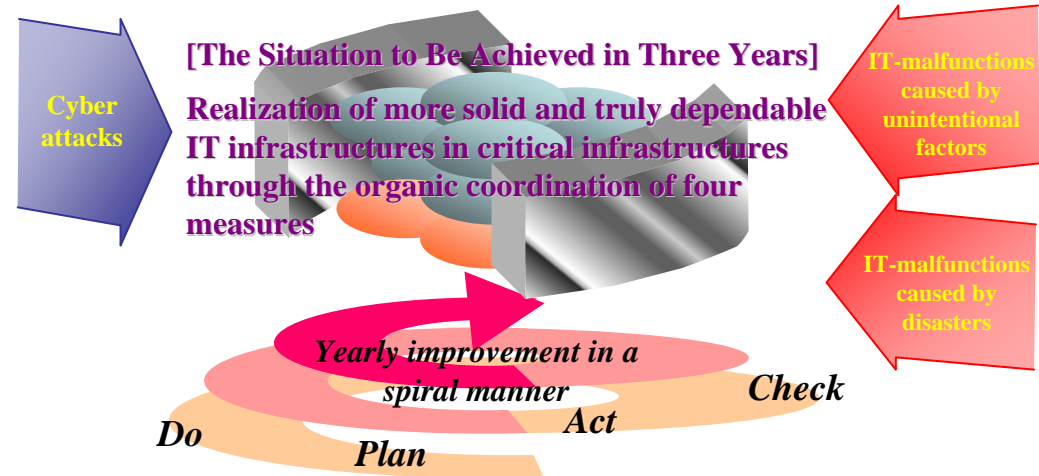 [The Situation to Be Achieved in Three Years]
Realization of more solid and truly dependable
IT infrastructures in critical infrastructures
through the organic coordination of four
measures
Cyber
attacks
IT-malfunctions
caused by
unintentional
factors
IT-malfunctions
caused by
disasters
Yearly improvement in a
spiral manner
Do
Plan
Act
Check